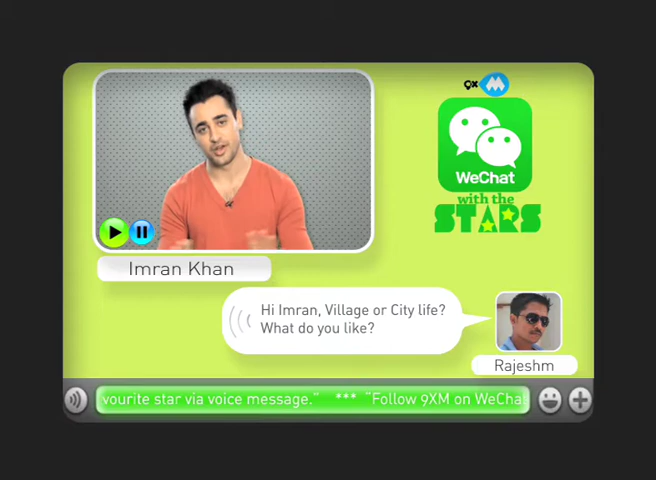 9x M
WeChat
with the
STARS
Imran Khan
Hi Imran, Village or City life?
What do you like?
Rajeshm
vourite star via voice message." *** "Follow 9XM on WeCha